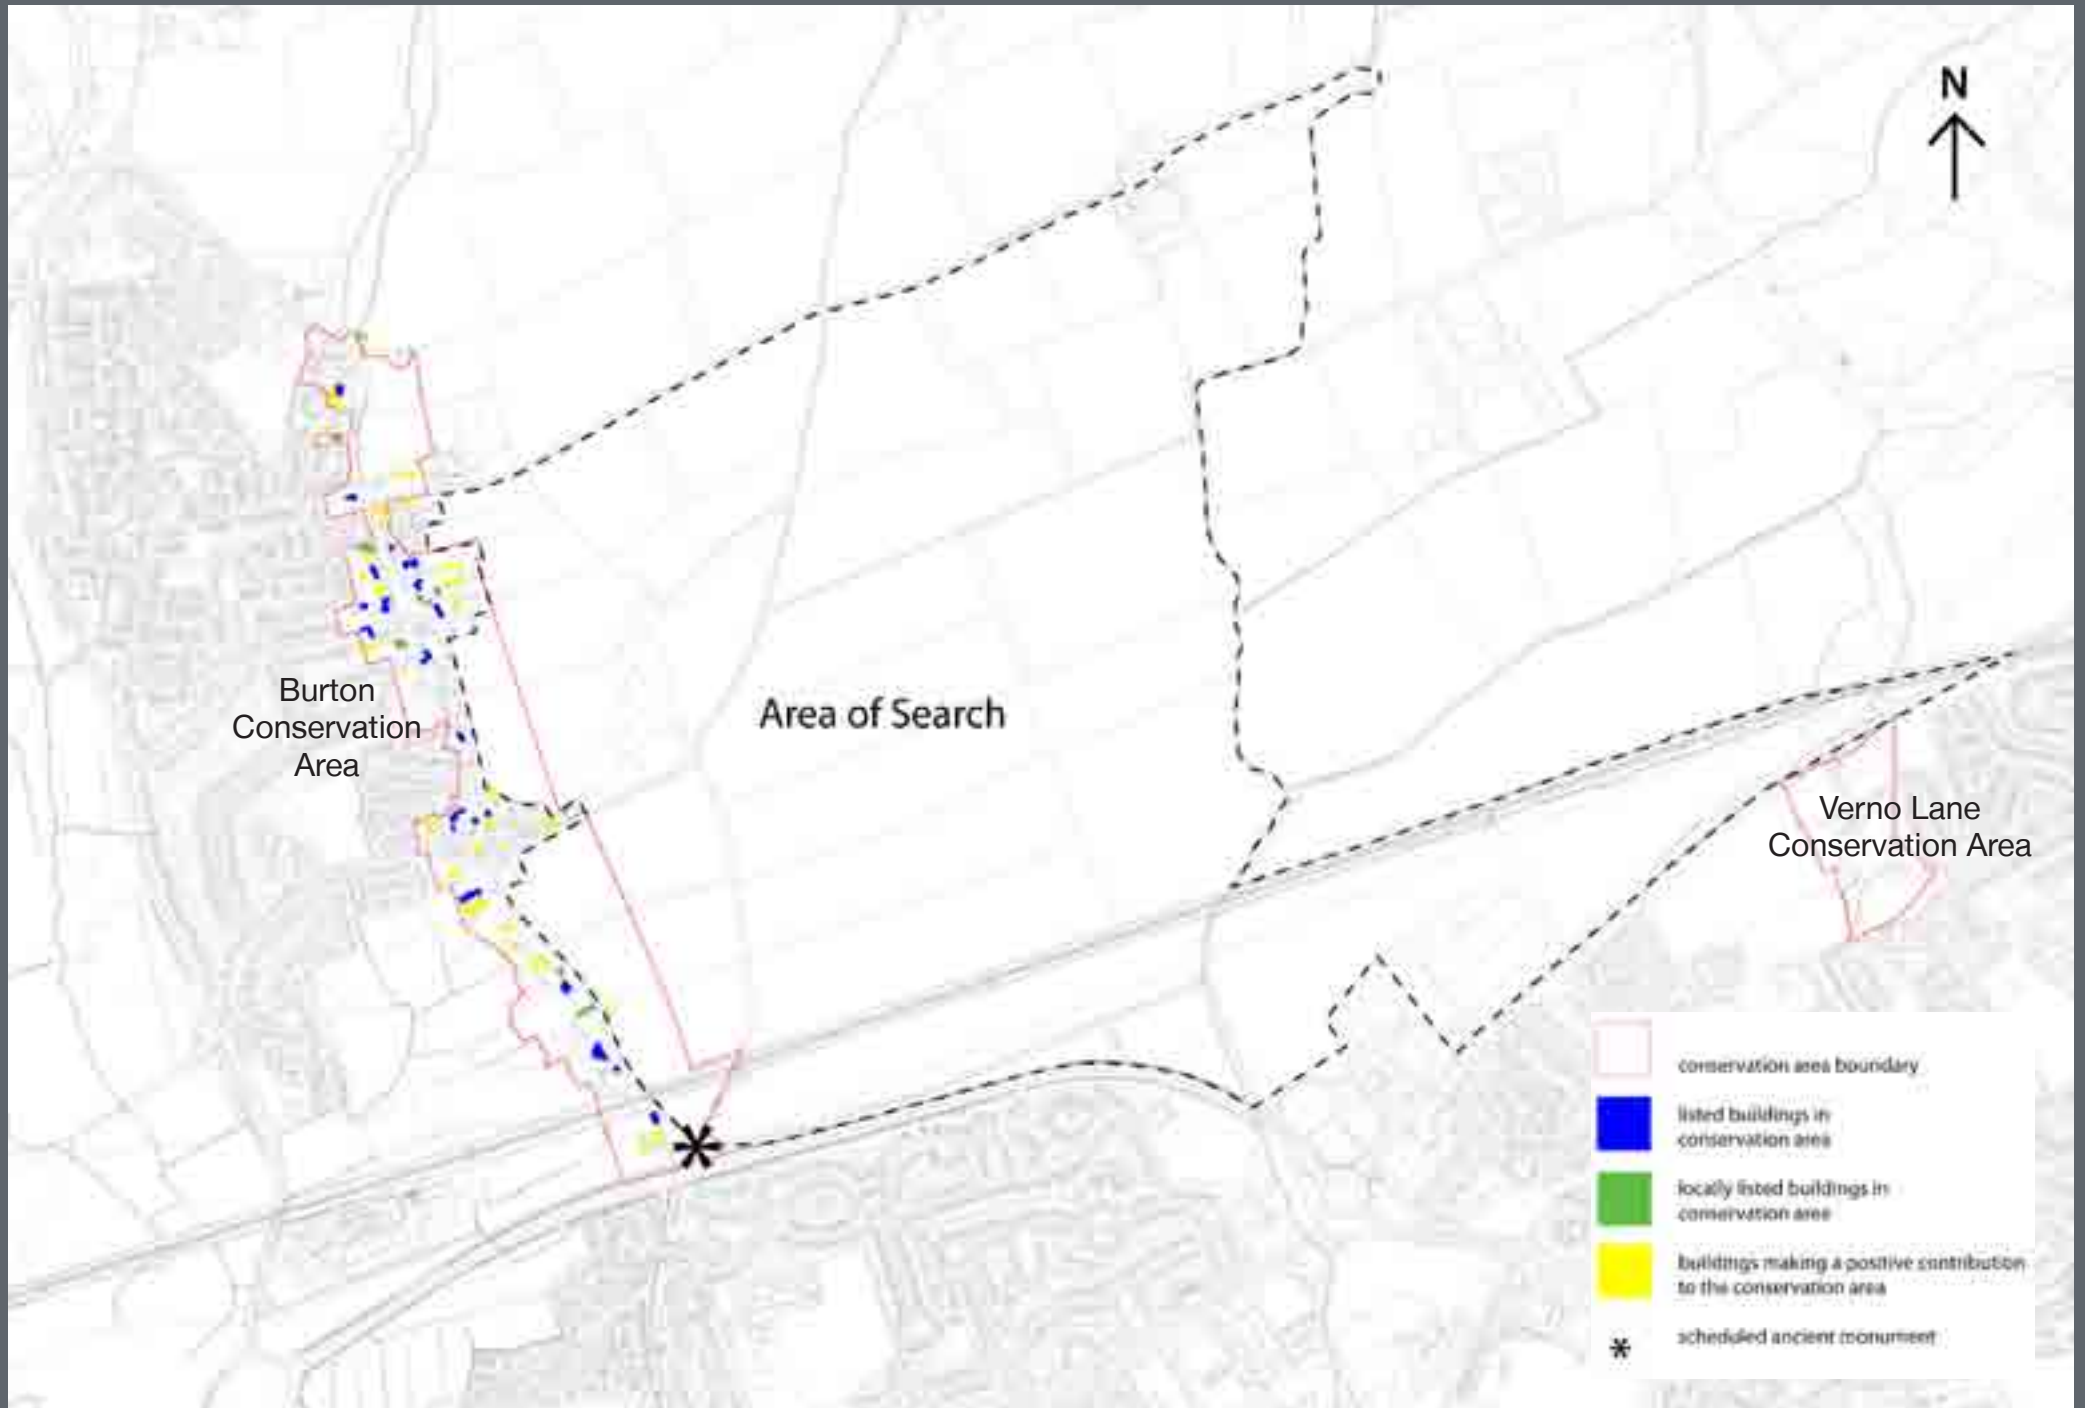 N
Burton
Conservation
Area
Area of Search
Verno Lane
Conservation Area
conservation area boundary
listed buildings in
conservation area
locally listed buildings in
conservation area
buildings making a positive contribution
to the conservation area
scheduled ancient monument